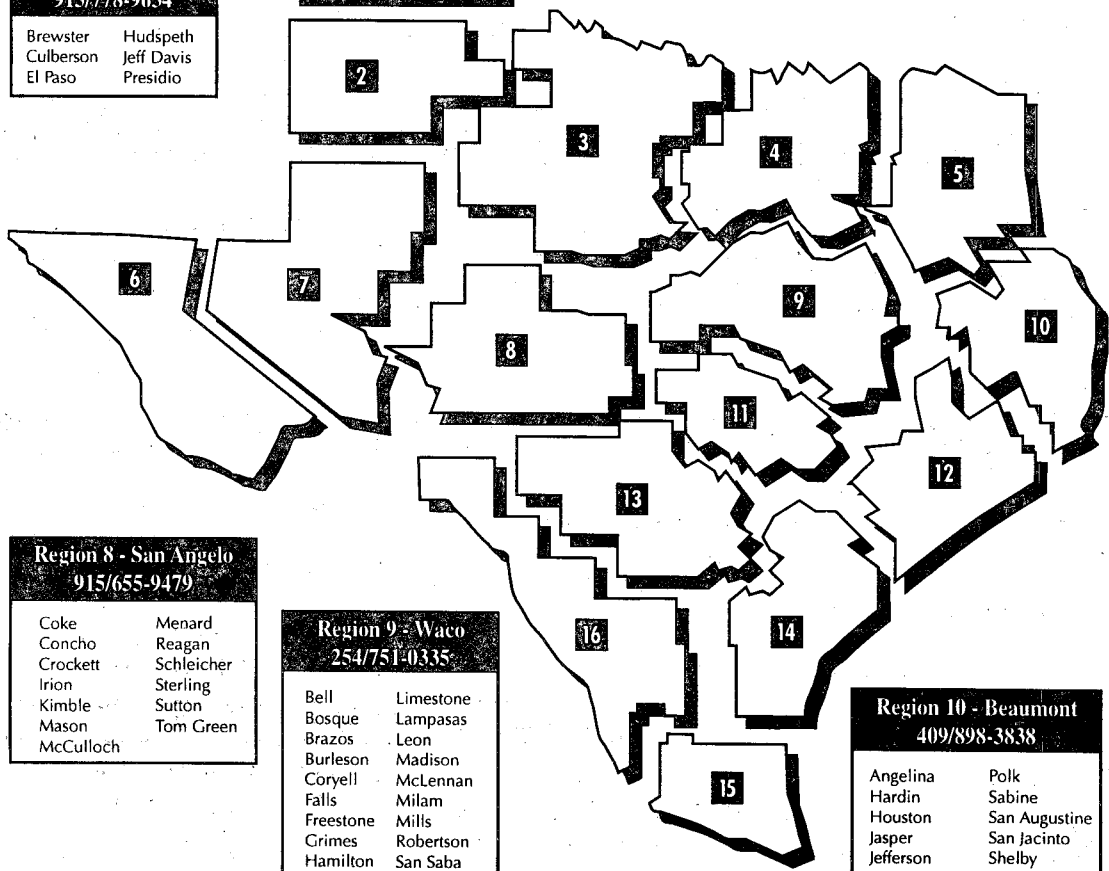 915/778-9634
Brewster Hudspeth
Culberson Jeff Davis
El Paso Presidio
2
3
4
5
6
7
8
9
10
11
12
13
14
15
16
Region 8 - San Angelo
915/655-9479
Coke Menard
Concho Reagan
Crockett Schleicher
Irion Sterling
Kimble Sutton
Mason Tom Green
McCulloch
Region 9 - Waco
254/751-0335
Bell Limestone
Bosque Lampasas
Brazos Leon
Burleson Madison
Coryell McLennan
Falls Milam
Freestone Mills
Grimes Robertson
Hamilton San Saba
Region 10 - Beaumont
409/898-3838
Angelina Polk
Hardin Sabine
Houston San Augustine
Jasper San Jacinto
Jefferson Shelby